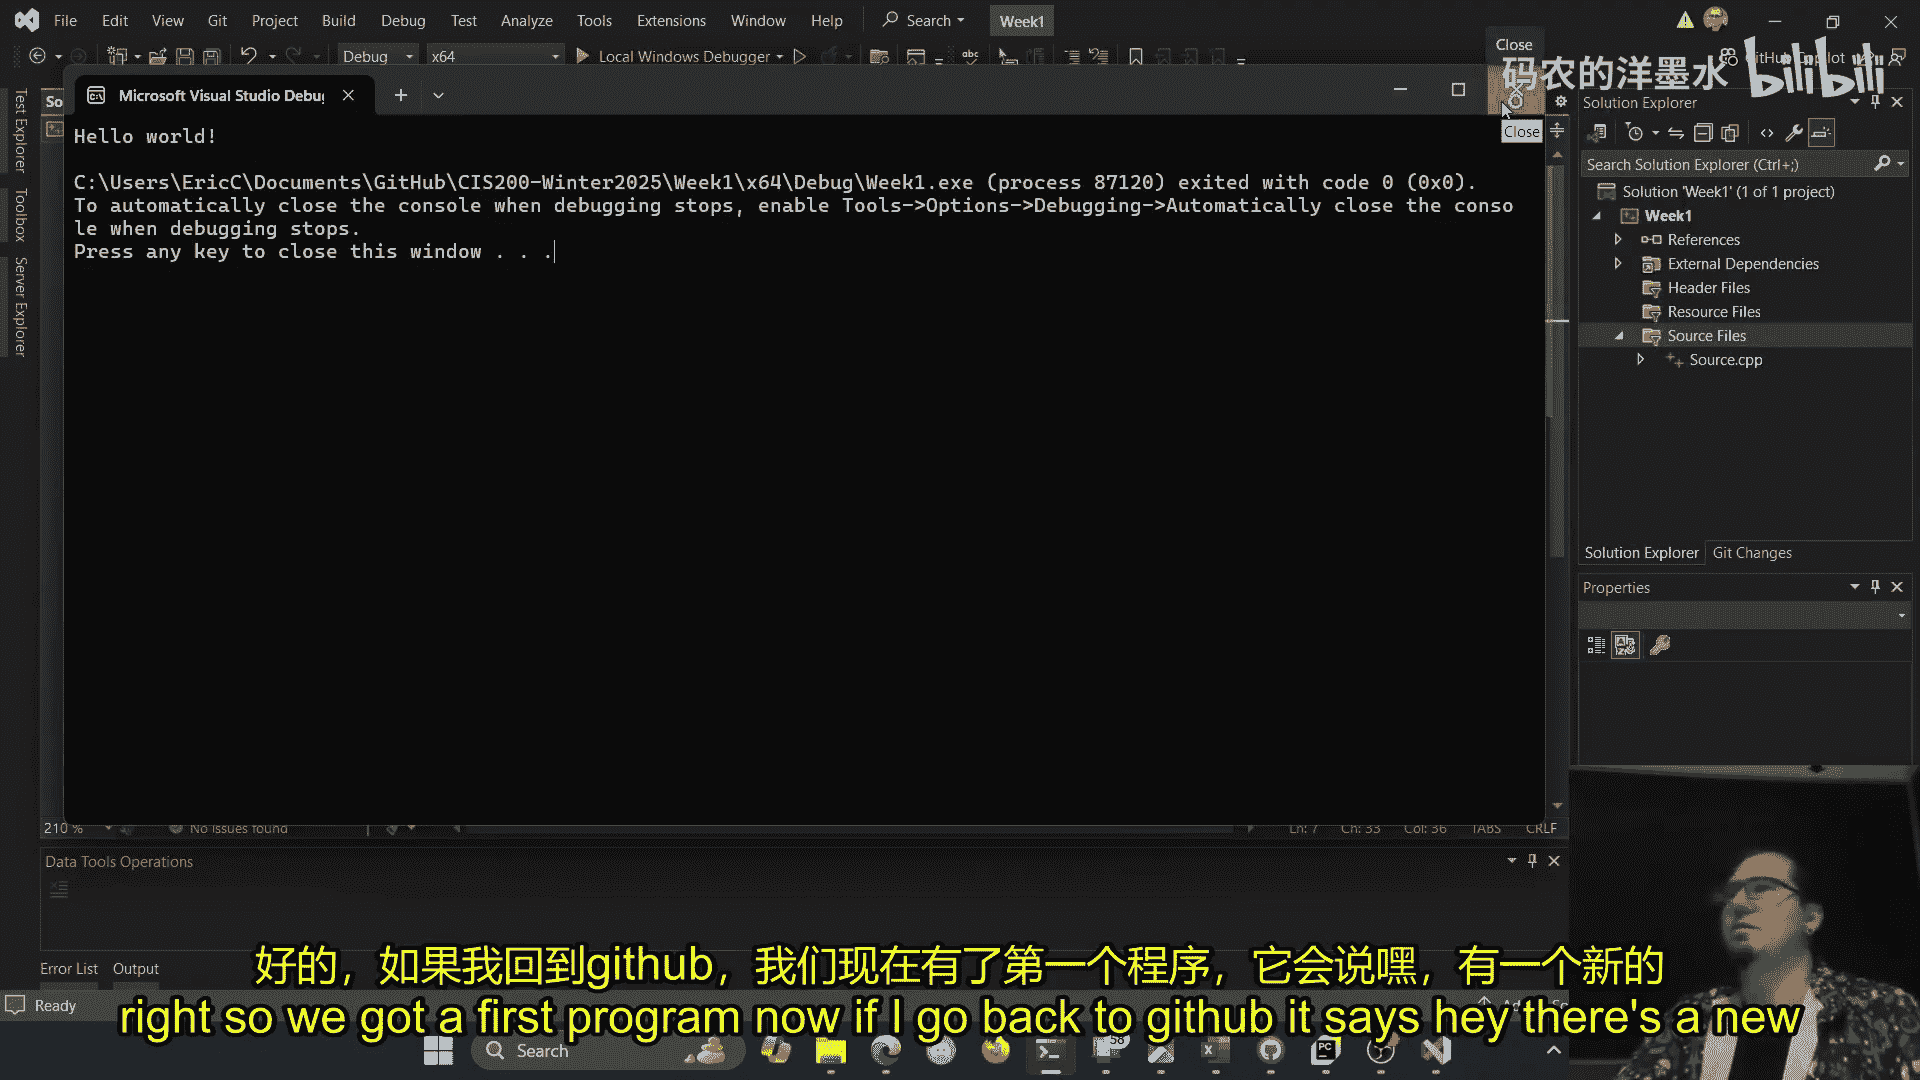 File Edit View Git Project Build Debug Test Analyze Tools Extensions Window Help Search Week1
Debug x64 Local Windows Debugger
Close
码农的洋墨水 bilibili
Microsoft Visual Studio Debu
Close
Hello world!
C:\Users\EricC\Documents\GitHub\CIS200-Winter2025\Week1\x64\Debug\Week1.exe (process 87120) exited with code 0 (0x0).
To automatically close the console when debugging stops, enable Tools->Options->Debugging->Automatically close the conso
le when debugging stops.
Press any key to close this window . . .
Test Explorer
Toolbox
Server Explorer
So
Solution Explorer
Search Solution Explorer (Ctrl+;)
Solution 'Week1' (1 of 1 project)
Week1
References
External Dependencies
Header Files
Resource Files
Source Files
Source.cpp
Solution Explorer Git Changes
Properties
210 % No issues found Ln: 7 Ch: 33 Col: 36 TABS CRLF
Data Tools Operations
Error List Output
Ready
好的，如果我回到github，我们现在有了第一个程序，它会说嘿，有一个新的
right so we got a first program now if I go back to github it says hey there's a new
Search
58
PC